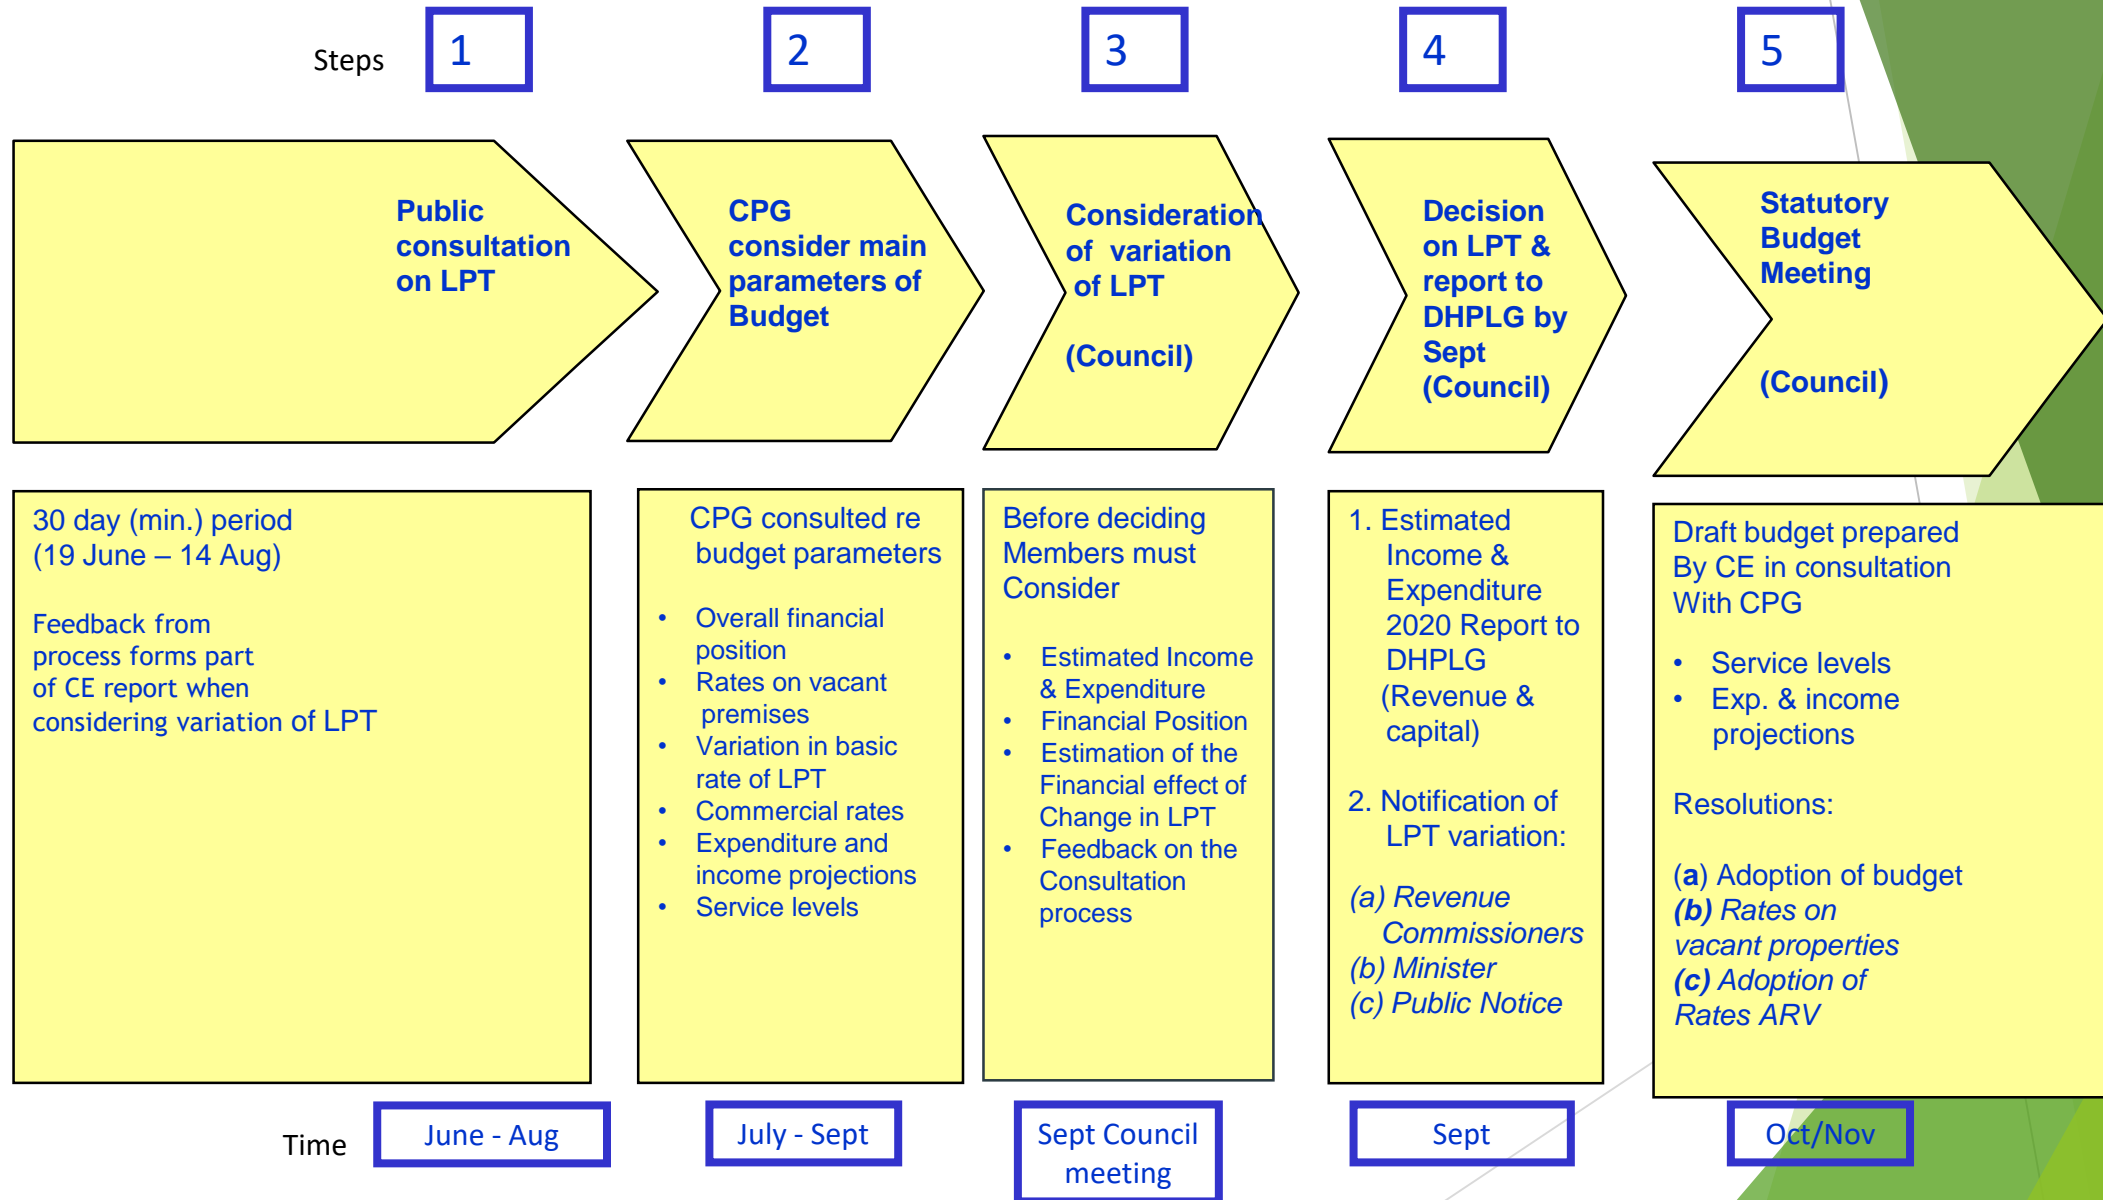 Steps
1
2
3
4
5
Public
consultation
on LPT
CPG
consider main
parameters of
Budget
Consideration
of variation
of LPT
(Council)
Decision
on LPT &
report to
DHPLG by
Sept
(Council)
Statutory
Budget
Meeting
(Council)
30 day (min.) period
(19 June – 14 Aug)
Feedback from
process forms part
of CE report when
considering variation of LPT
CPG consulted re
budget parameters
• Overall financial
position
• Rates on vacant
premises
• Variation in basic
rate of LPT
• Commercial rates
• Expenditure and
income projections
• Service levels
Before deciding
Members must
Consider
• Estimated Income
& Expenditure
• Financial Position
• Estimation of the
Financial effect of
Change in LPT
• Feedback on the
Consultation
process
1. Estimated
Income &
Expenditure
2020 Report to
DHPLG
(Revenue &
capital)
2. Notification of
LPT variation:
(a) Revenue
Commissioners
(b) Minister
(c) Public Notice
Draft budget prepared
By CE in consultation
With CPG
• Service levels
• Exp. & income
projections
Resolutions:
(a) Adoption of budget
(b) Rates on
vacant properties
(c) Adoption of
Rates ARV
Time
June - Aug
July - Sept
Sept Council
meeting
Sept
Oct/Nov